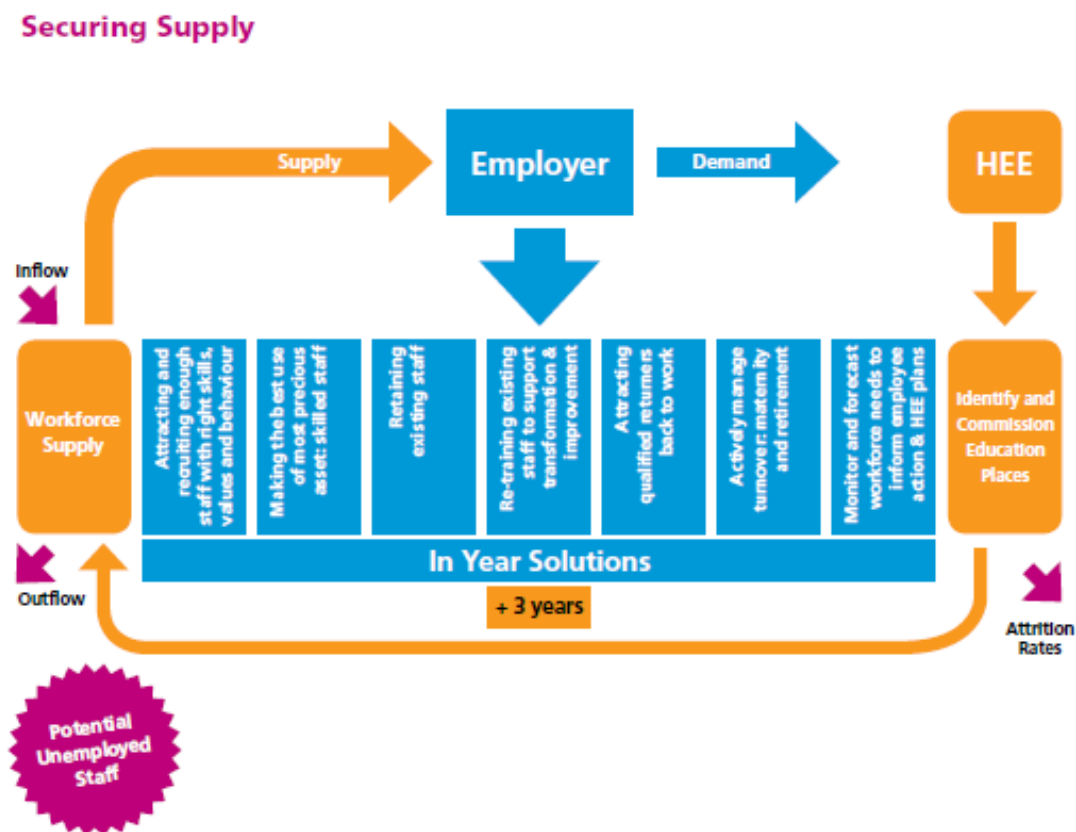 Securing Supply
Supply
Employer
Demand
HEE
Inflow
Workforce
Supply
Attracting and
recruiting enough
staff with right skills,
values and behaviour
Making the best use
of most precious
asset: skilled staff
Retaining
existing staff
Re-training existing
staff to support
transformation &
improvement
Attracting
qualified returners
back to work
Actively manage
turnover: maternity
and retirement
Monitor and forecast
workforce needs to
inform employee
action & HEE plans
Identify and
Commission
Education
Places
In Year Solutions
Outflow
+ 3 years
Attrition
Rates
Potential
Unemployed
Staff